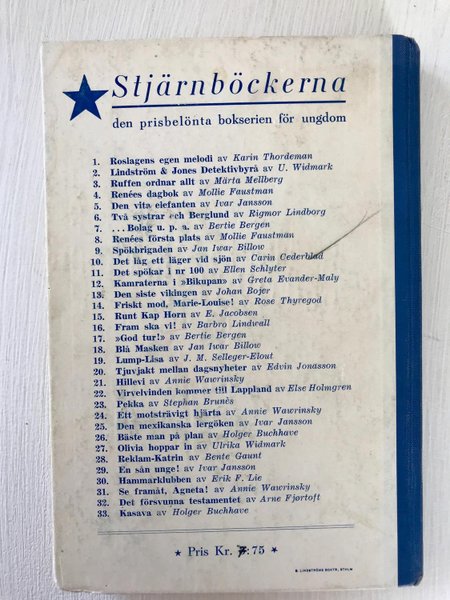 Stjärnböckerna
den prisbelönta bokserien för ungdom
1. Roslagens egen melodi av Karin Thordeman
2. Lindström & Jones Detektivbyrå av U. Widmark
3. Ruffen ordnar allt av Märta Mellberg
4. Renées dagbok av Mollie Faustman
5. Den vita elefanten av Ivar Jansson
6. Två systrar och Berglund av Rigmor Lindborg
7. ...Bolag u. p. a. av Bertie Bergen
8. Renées första plats av Mollie Faustman
9. Spökbrigaden av Jan Iwar Billow
10. Det låg ett läger vid sjön av Carin Cederblad
11. Det spökar i nr 100 av Ellen Schlyter
12. Kamraterna i »Bikupan» av Greta Evander-Maly
13. Den siste vikingen av Johan Bojer
14. Friskt mod, Marie-Louise! av Rose Thyregod
15. Runt Kap Horn av E. Jacobsen
16. Fram ska vi! av Barbro Lindwall
17. »God tur!» av Bertie Bergen
18. Blå Masken av Jan Iwar Billow
19. Lump-Lisa av J. M. Selleger-Elout
20. Tjuvjakt mellan dagsnyheter av Edvin Jonasson
21. Hillevi av Annie Wawrinsky
22. Virvelvinden kommer till Lappland av Else Holmgren
23. Pekka av Stephan Brunès
24. Ett motsträvigt hjärta av Annie Wawrinsky
25. Den mexikanska lergöken av Ivar Jansson
26. Bäste man på plan av Holger Buchhave
27. Olivia hoppar in av Ulrika Widmark
28. Reklam-Katrin av Bente Gaunt
29. En sån unge! av Ivar Jansson
30. Hammarklubben av Erik F. Lie
31. Se framåt, Agneta! av Annie Wawrinsky
32. Det försvunna testamentet av Arne Fjørtoft
33. Kasava av Holger Buchhave
Pris Kr. : 75
B. LINDSTRÖMS BOKTR. STHLM